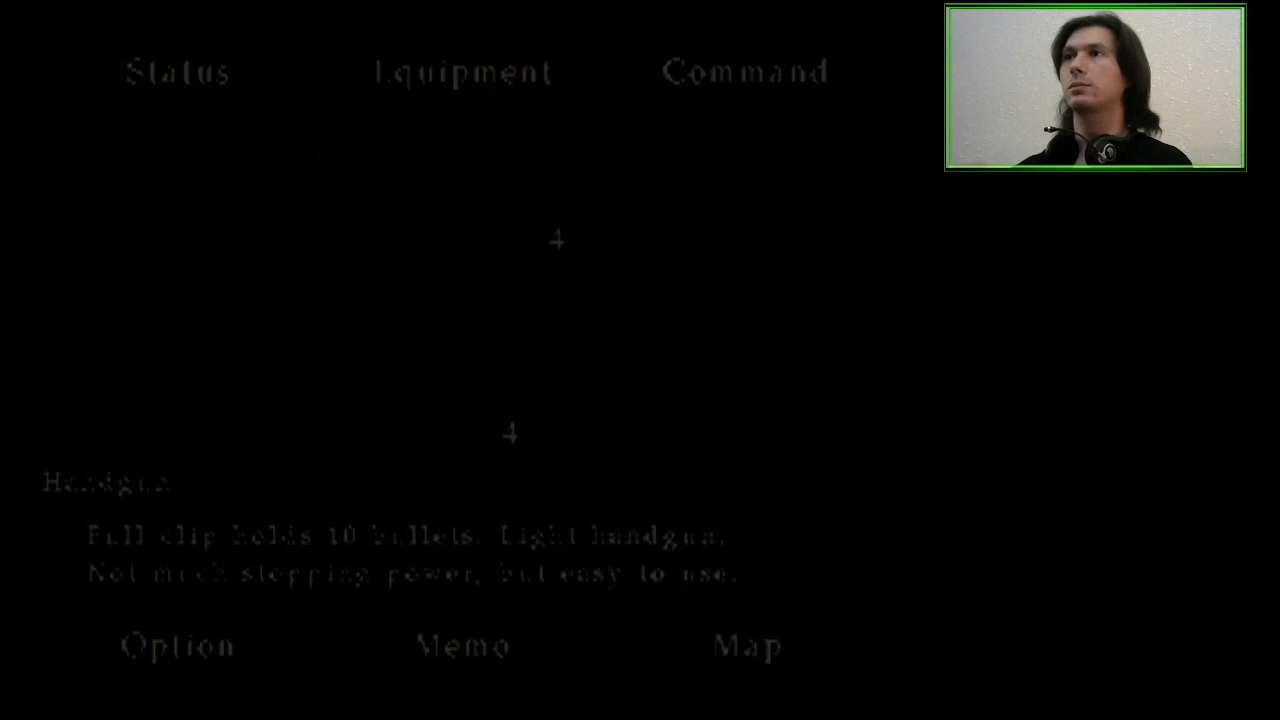 Status Equipment Command
4
4
Handgun
Full clip holds 10 bullets. Light handgun.
Not much stopping power, but easy to use.
Option Memo Map